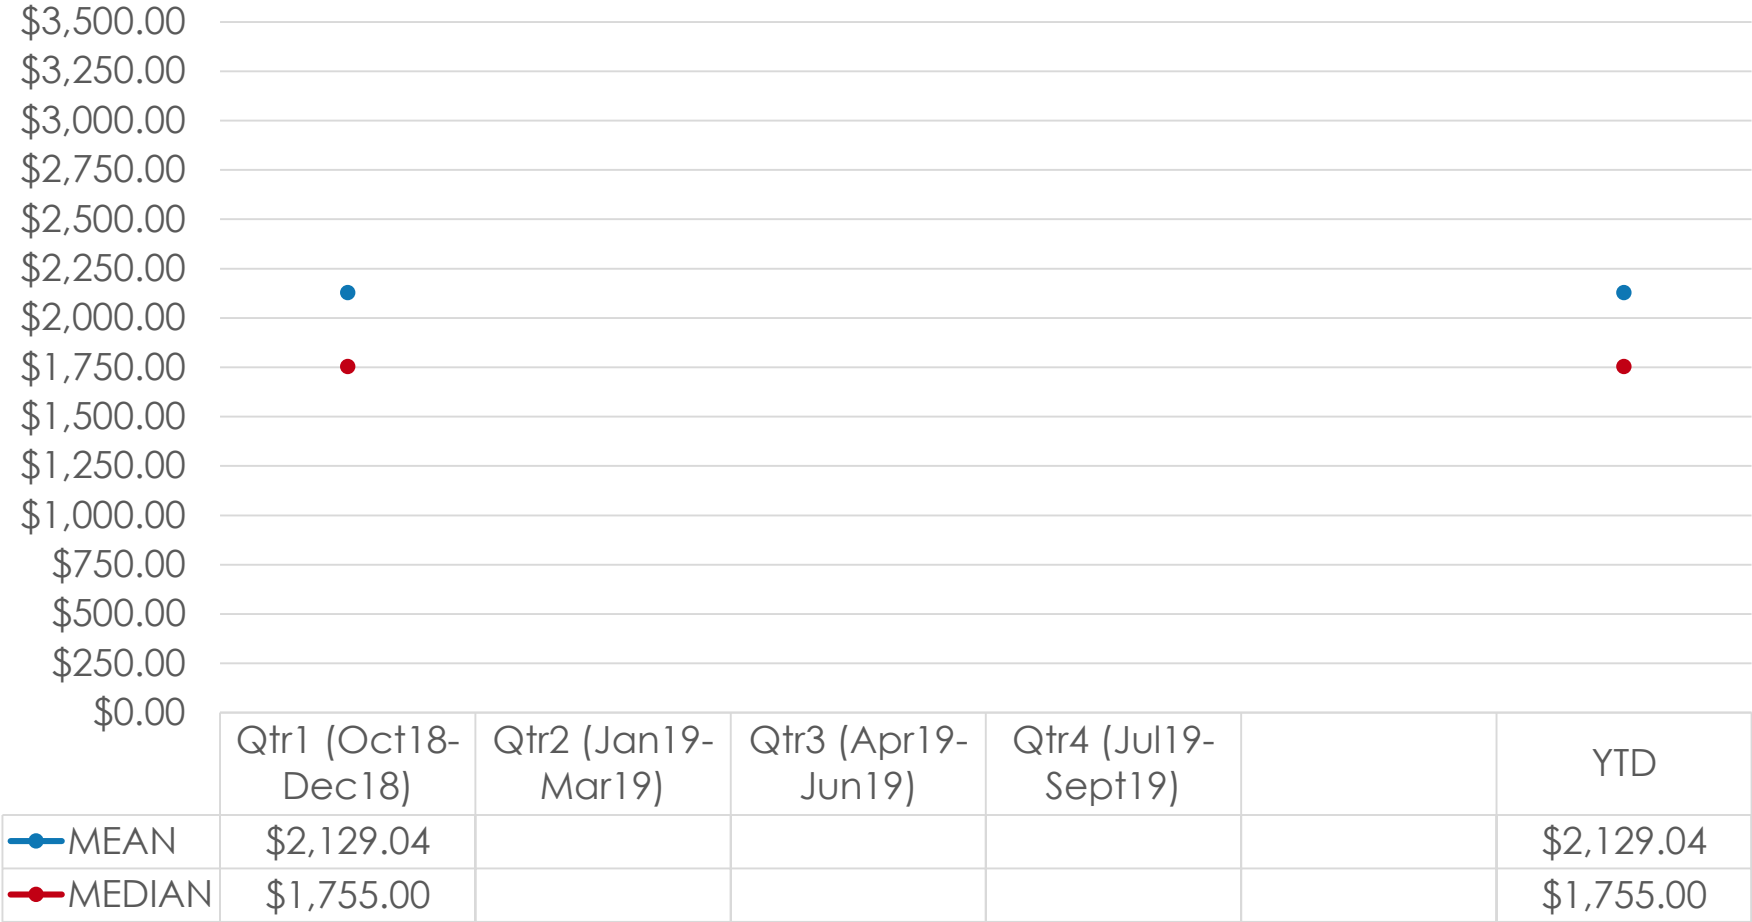 $3,500.00
$3,250.00
$3,000.00
$2,750.00
$2,500.00
$2,250.00
$2,000.00
$1,750.00
$1,500.00
$1,250.00
$1,000.00
$750.00
$500.00
$250.00
$0.00
Qtr1 (Oct18-
Dec18)
Qtr2 (Jan19-
Mar19)
Qtr3 (Apr19-
Jun19)
Qtr4 (Jul19-
Sept19)
YTD
MEAN $2,129.04 $2,129.04
MEDIAN $1,755.00 $1,755.00